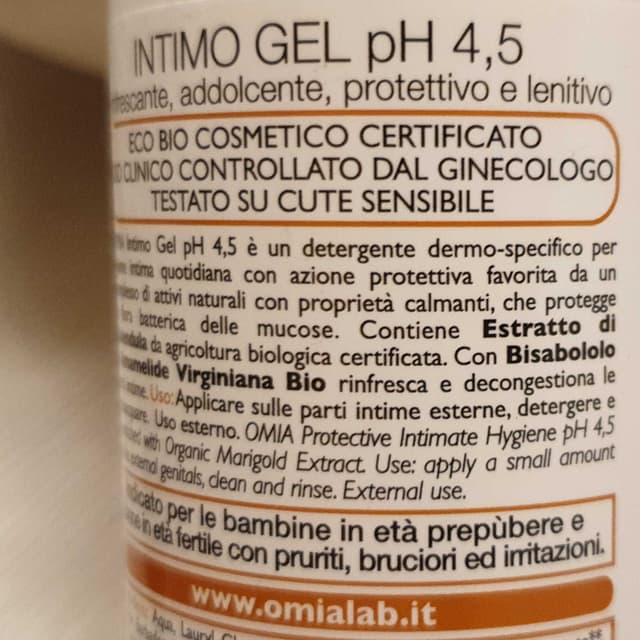 INTIMO GEL pH 4,5
addolcente, protettivo e lenitivo
ECO BIO COSMETICO CERTIFICATO
CLINICO CONTROLLATO DAL GINECOLOGO
TESTATO SU CUTE SENSIBILE
Intimo Gel pH 4,5 è un detergente dermo-specifico per
intima quotidiana con azione protettiva favorita da un
di attivi naturali con proprietà calmanti, che protegge
batterica delle mucose. Contiene Estratto di
da agricoltura biologica certificata. Con Bisabololo
Virginiana Bio rinfresca e decongestiona le
Uso: Applicare sulle parti intime esterne, detergere e
Uso esterno. OMIA Protective Intimate Hygiene pH 4,5
with Organic Marigold Extract. Use: apply a small amount
external genitals, clean and rinse. External use.
per le bambine in età prepùbere e
in età fertile con pruriti, bruciori ed irritazioni.
www.omialab.it
Aqua,